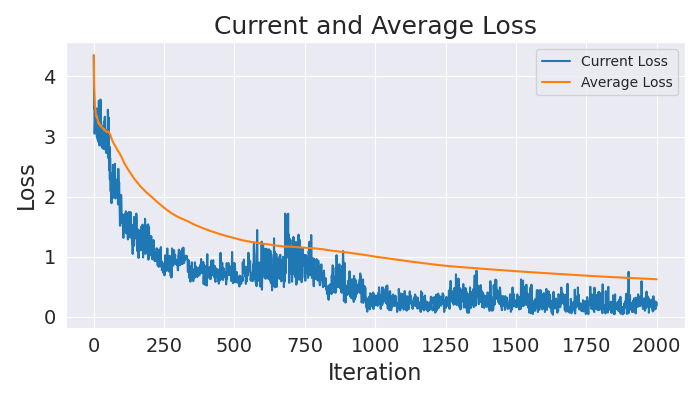 Current and Average Loss
Current Loss
Average Loss
Loss
4
3
2
1
0
0 250 500 750 1000 1250 1500 1750 2000
Iteration